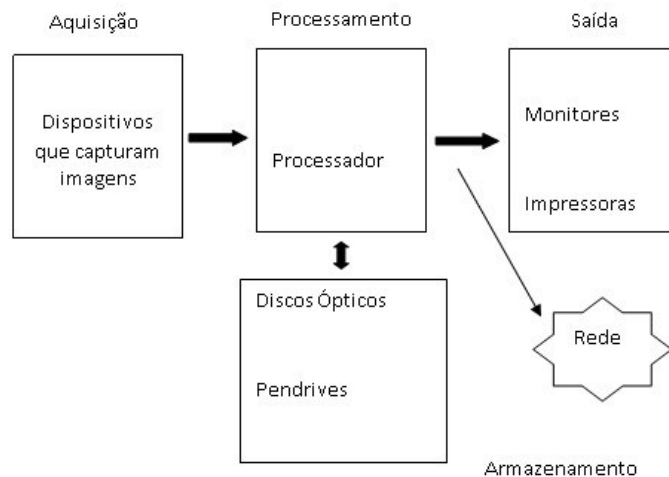 Aquisição
Processamento
Saída
Dispositivos
que capturam
imagens
Processador
Monitores
Impressoras
Discos Ópticos
Pendrives
Rede
Armazenamento